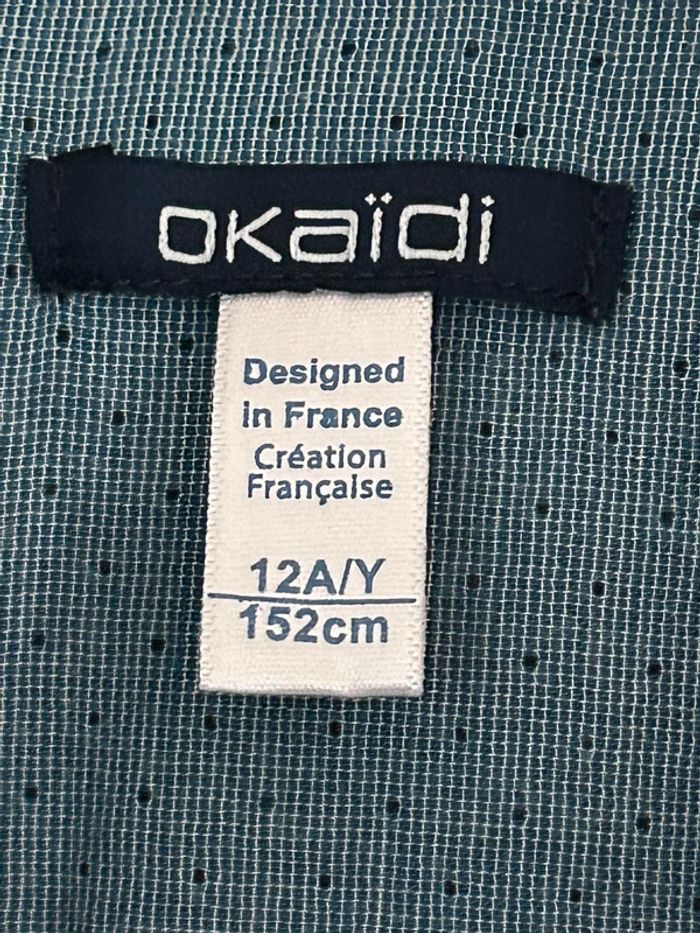 okaïdi
Designed
in France
Création
Française
12A/Y
152cm